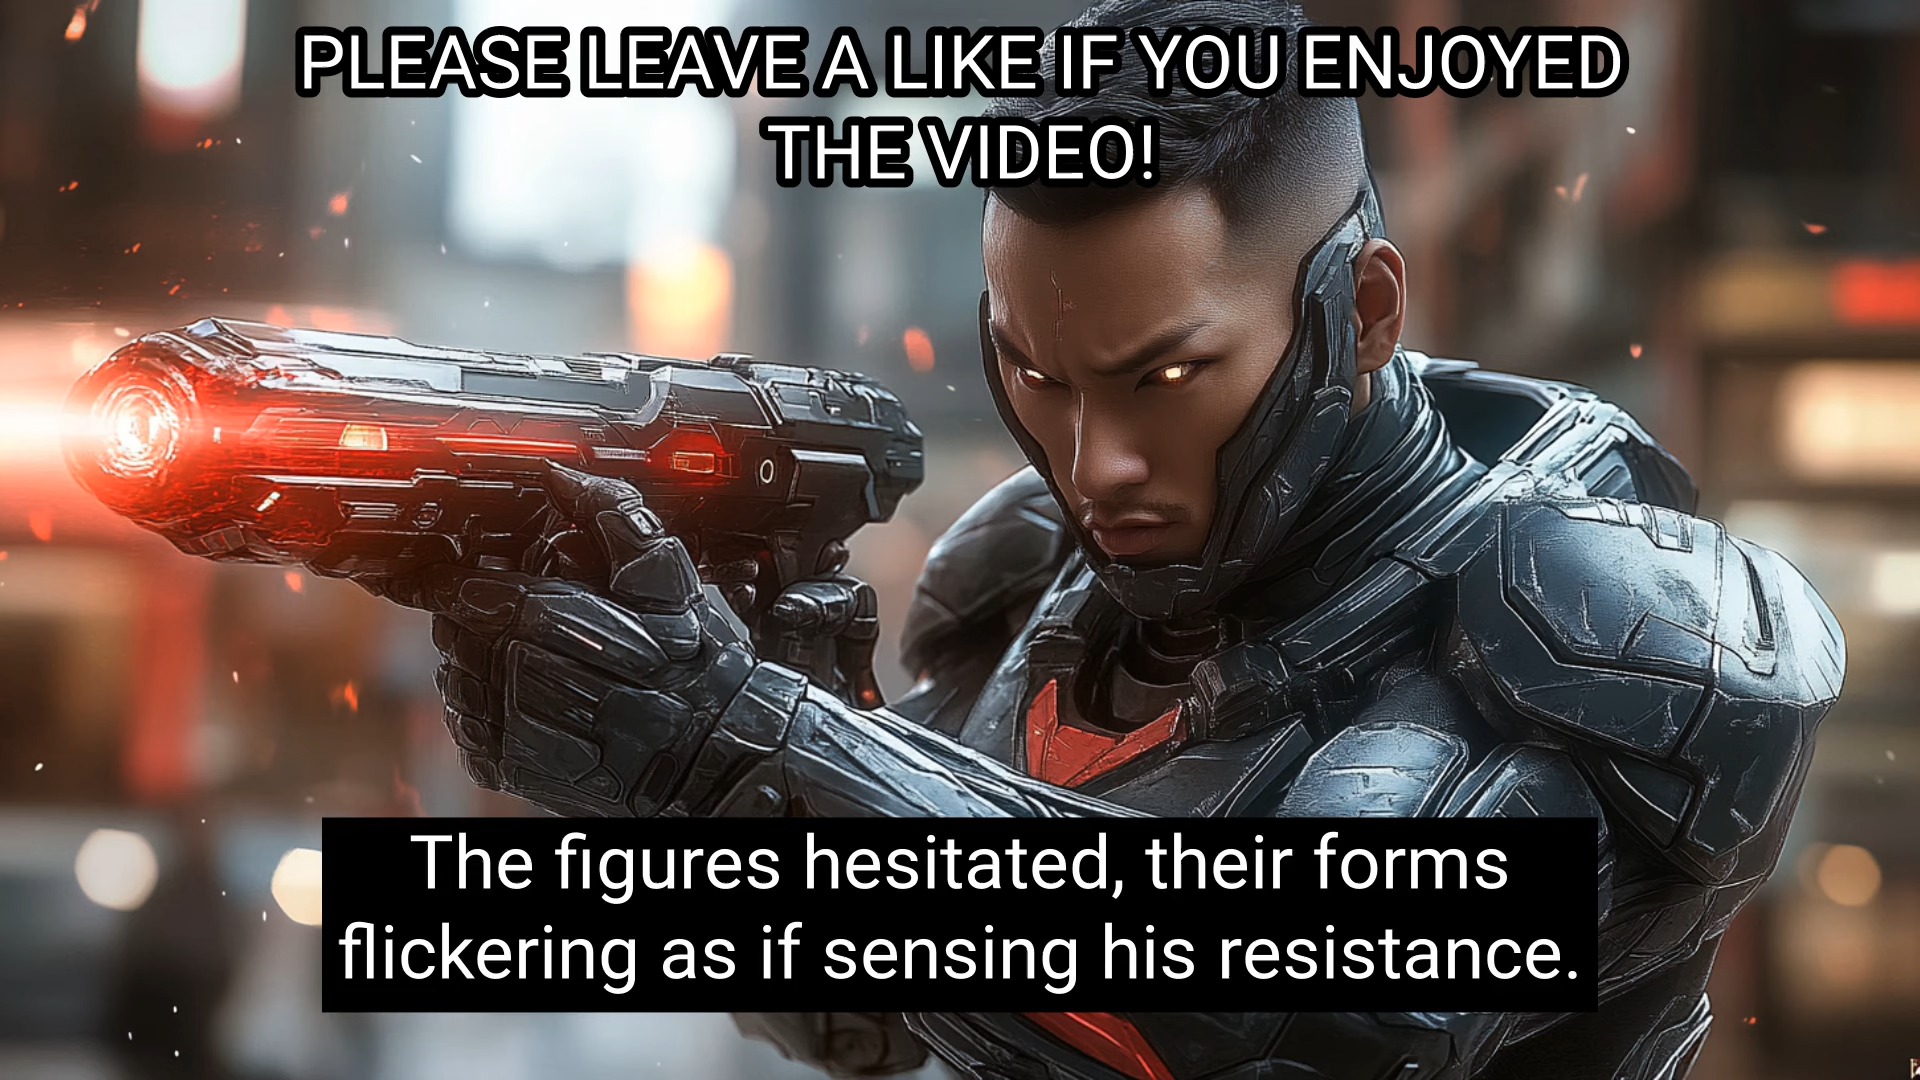 PLEASE LEAVE A LIKE IF YOU ENJOYED
THE VIDEO!
The figures hesitated, their forms
flickering as if sensing his resistance.